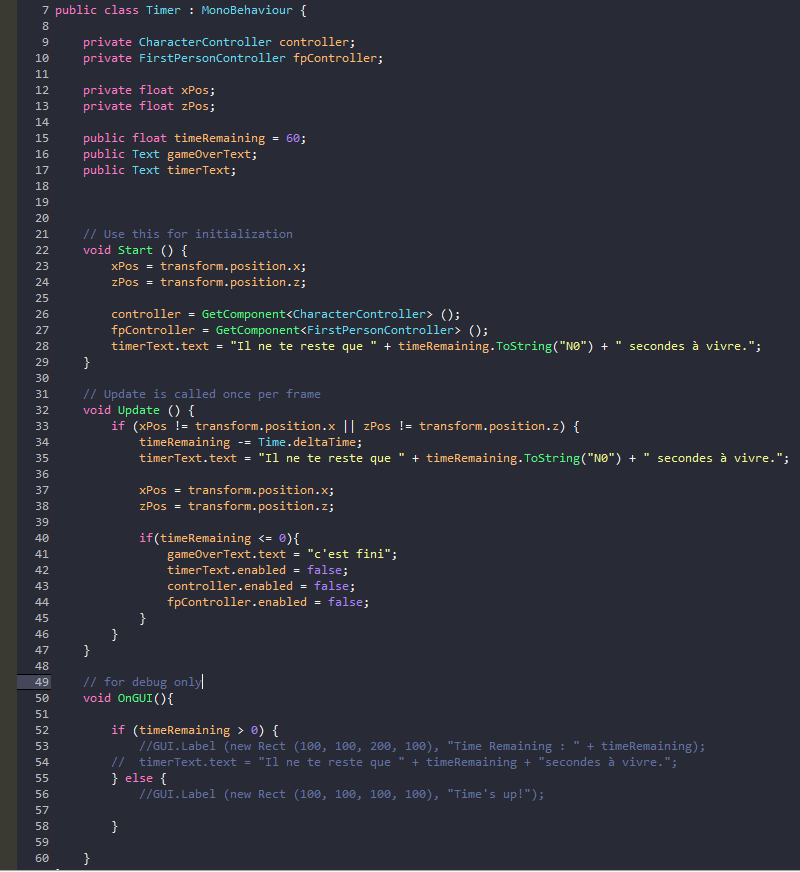 7 public class Timer : MonoBehaviour {
8
9 private CharacterController controller;
10 private FirstPersonController fpController;
11
12 private float xPos;
13 private float zPos;
14
15 public float timeRemaining = 60;
16 public Text gameOverText;
17 public Text timerText;
18
19
20
21 // Use this for initialization
22 void Start () {
23 xPos = transform.position.x;
24 zPos = transform.position.z;
25
26 controller = GetComponent<CharacterController> ();
27 fpController = GetComponent<FirstPersonController> ();
28 timerText.text = "Il ne te reste que " + timeRemaining.ToString("N0") + " secondes à vivre.";
29 }
30
31 // Update is called once per frame
32 void Update () {
33 if (xPos != transform.position.x || zPos != transform.position.z) {
34 timeRemaining -= Time.deltaTime;
35 timerText.text = "Il ne te reste que " + timeRemaining.ToString("N0") + " secondes à vivre.";
36
37 xPos = transform.position.x;
38 zPos = transform.position.z;
39
40 if(timeRemaining <= 0){
41 gameOverText.text = "c'est fini";
42 timerText.enabled = false;
43 controller.enabled = false;
44 fpController.enabled = false;
45 }
46 }
47 }
48
49 // for debug only
50 void OnGUI(){
51
52 if (timeRemaining > 0) {
53 //GUI.Label (new Rect (100, 100, 200, 100), "Time Remaining : " + timeRemaining);
54 // timerText.text = "Il ne te reste que " + timeRemaining + "secondes à vivre.";
55 } else {
56 //GUI.Label (new Rect (100, 100, 100, 100), "Time's up!");
57
58 }
59
60 }